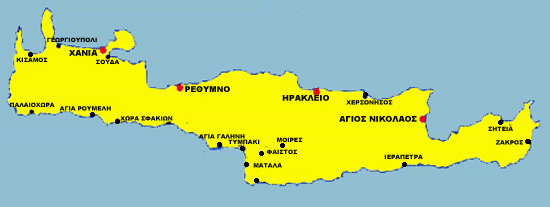 ΓΕΩΡΓΙΟΥΠΟΛΙ
ΧΑΝΙΑ
ΚΙΣΑΜΟΣ
ΣΟΥΔΑ
ΡΕΘΥΜΝΟ
ΗΡΑΚΛΕΙΟ
ΧΕΡΣΟΝΗΣΟΣ
ΠΑΛΑΙΟΧΩΡΑ
ΑΓΙΑ ΡΟΥΜΕΛΗ
ΧΩΡΑ ΣΦΑΚΙΩΝ
ΑΓΙΟΣ ΝΙΚΟΛΑΟΣ
ΣΗΤΕΙΑ
ΑΓΙΑ ΓΑΛΗΝΗ
ΤΥΜΠΑΚΙ
ΜΟΙΡΕΣ
ΖΑΚΡΟΣ
ΦΑΙΣΤΟΣ
ΙΕΡΑΠΕΤΡΑ
ΜΑΤΑΛΑ